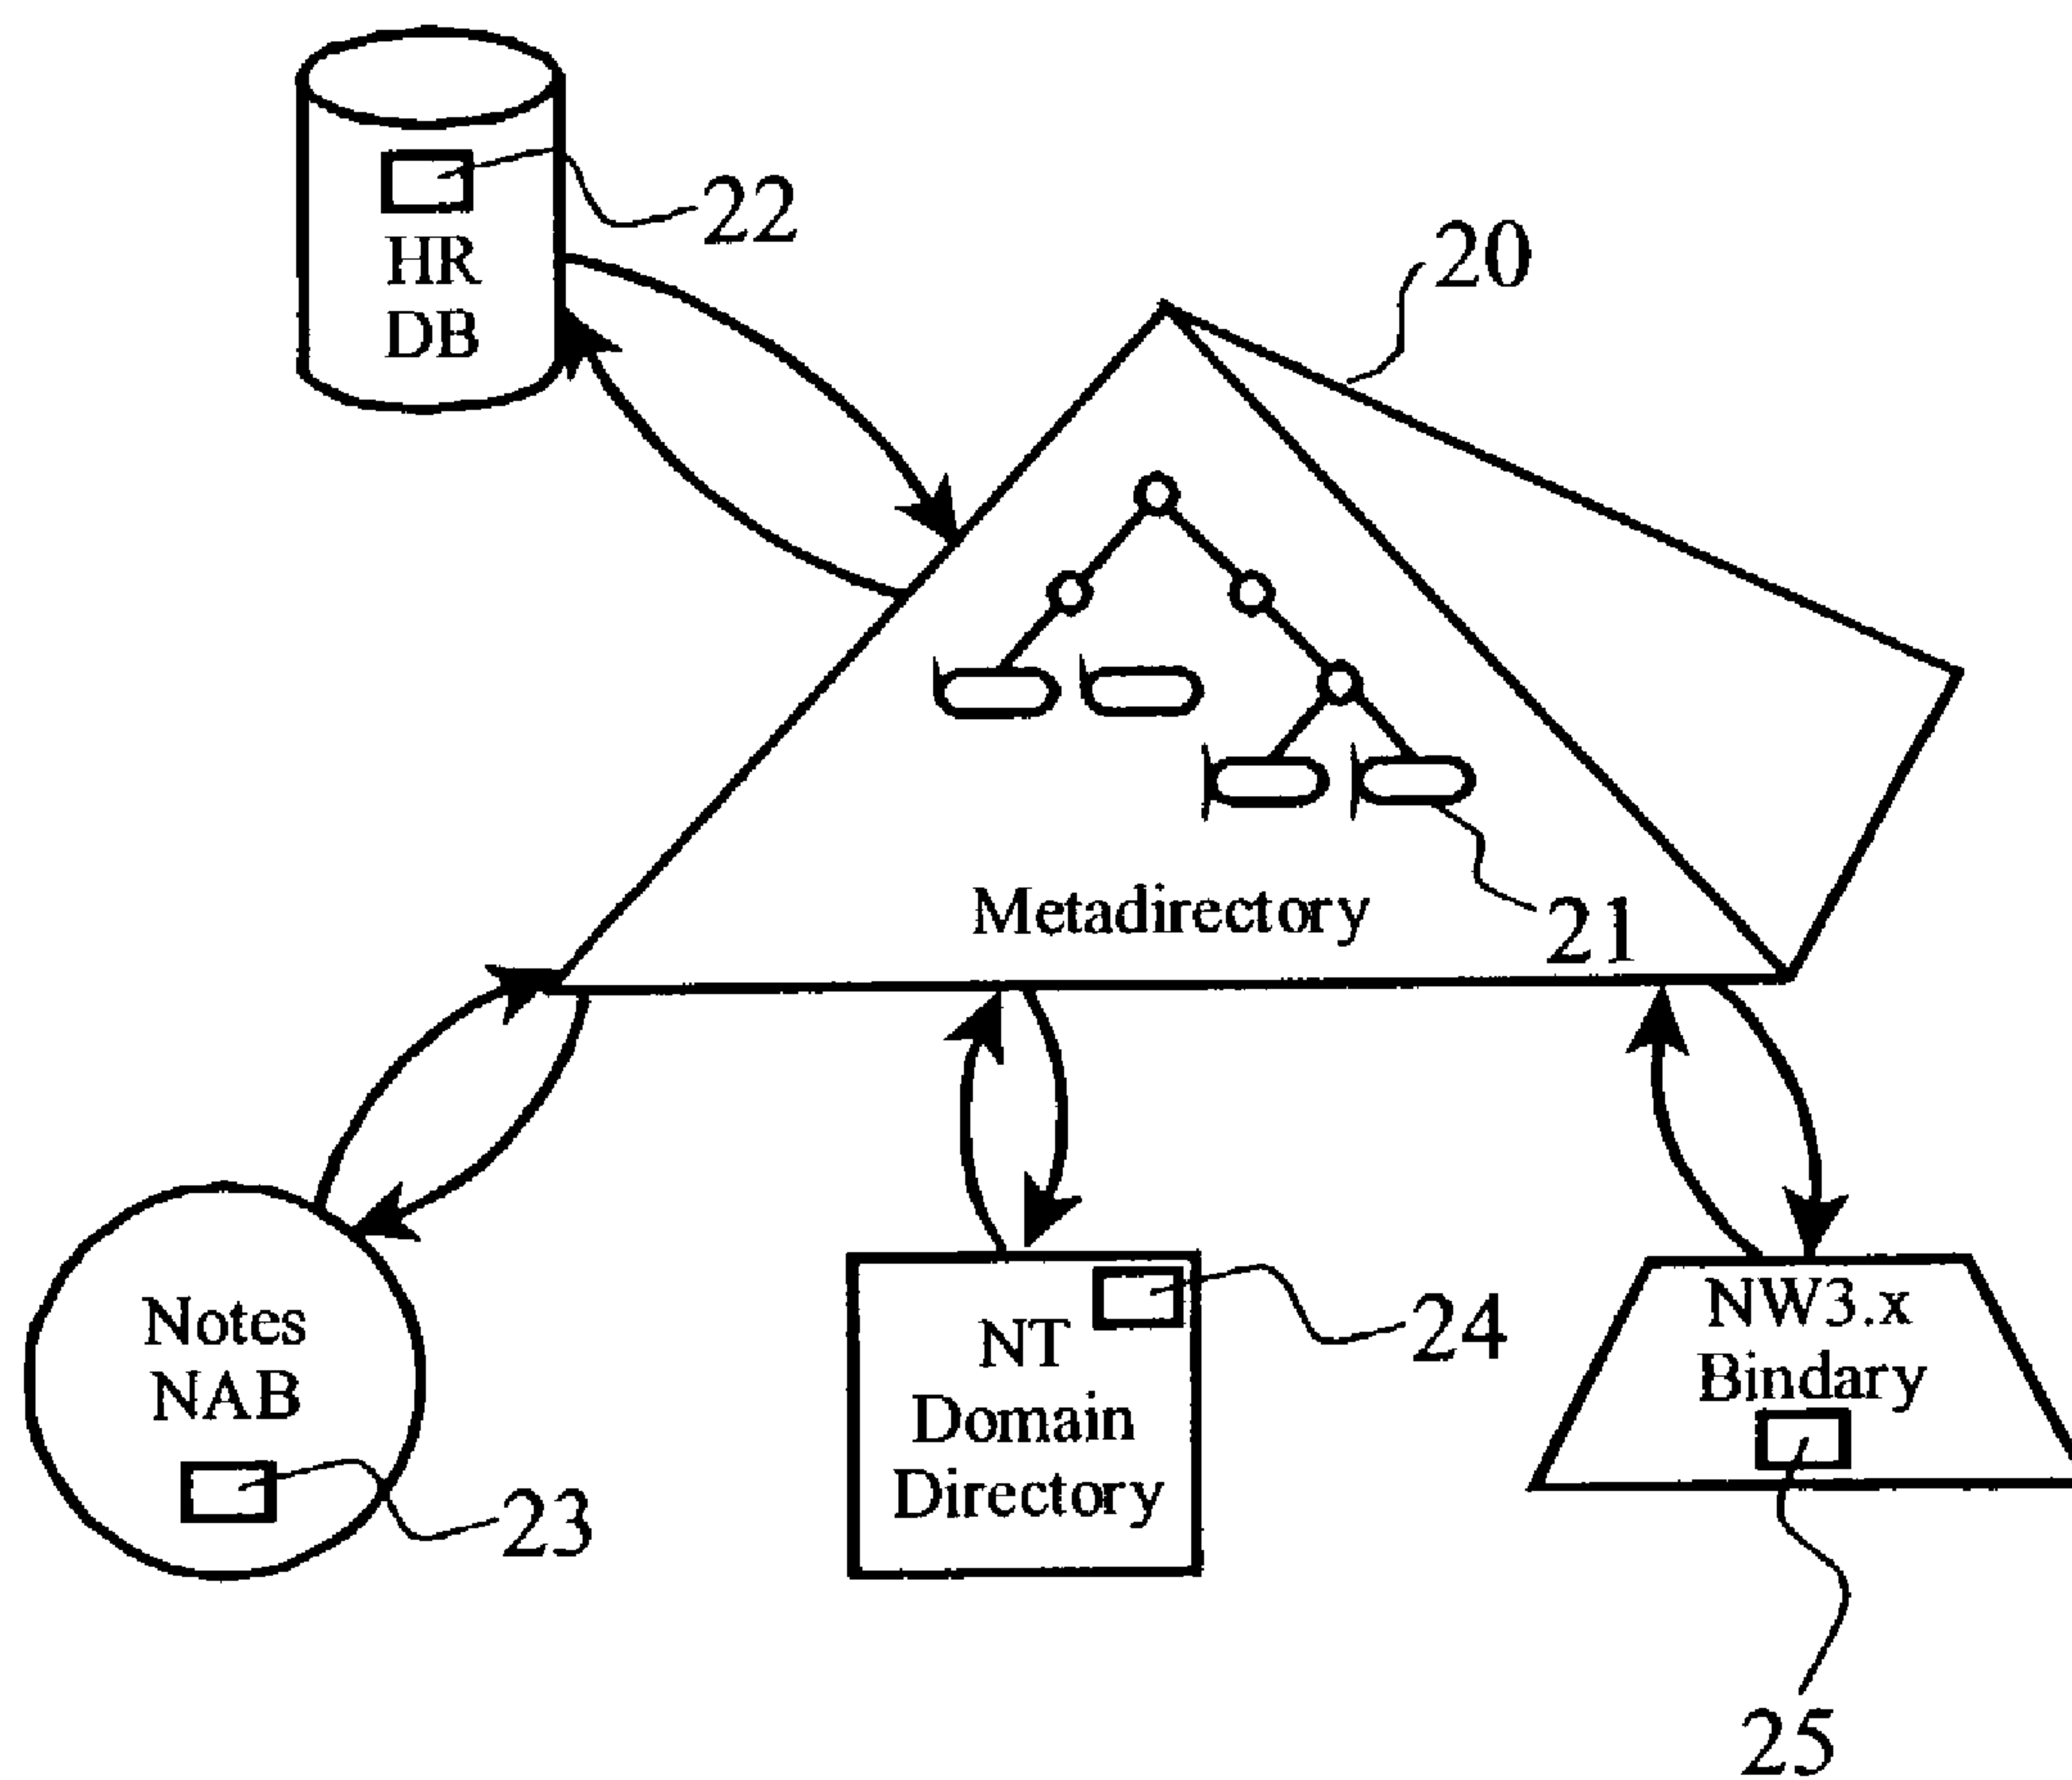 22
HR
DB
20
Metadirectory
21
Notes
NAB
23
NT
Domain
Directory
24
NW3.x
Bindary
25